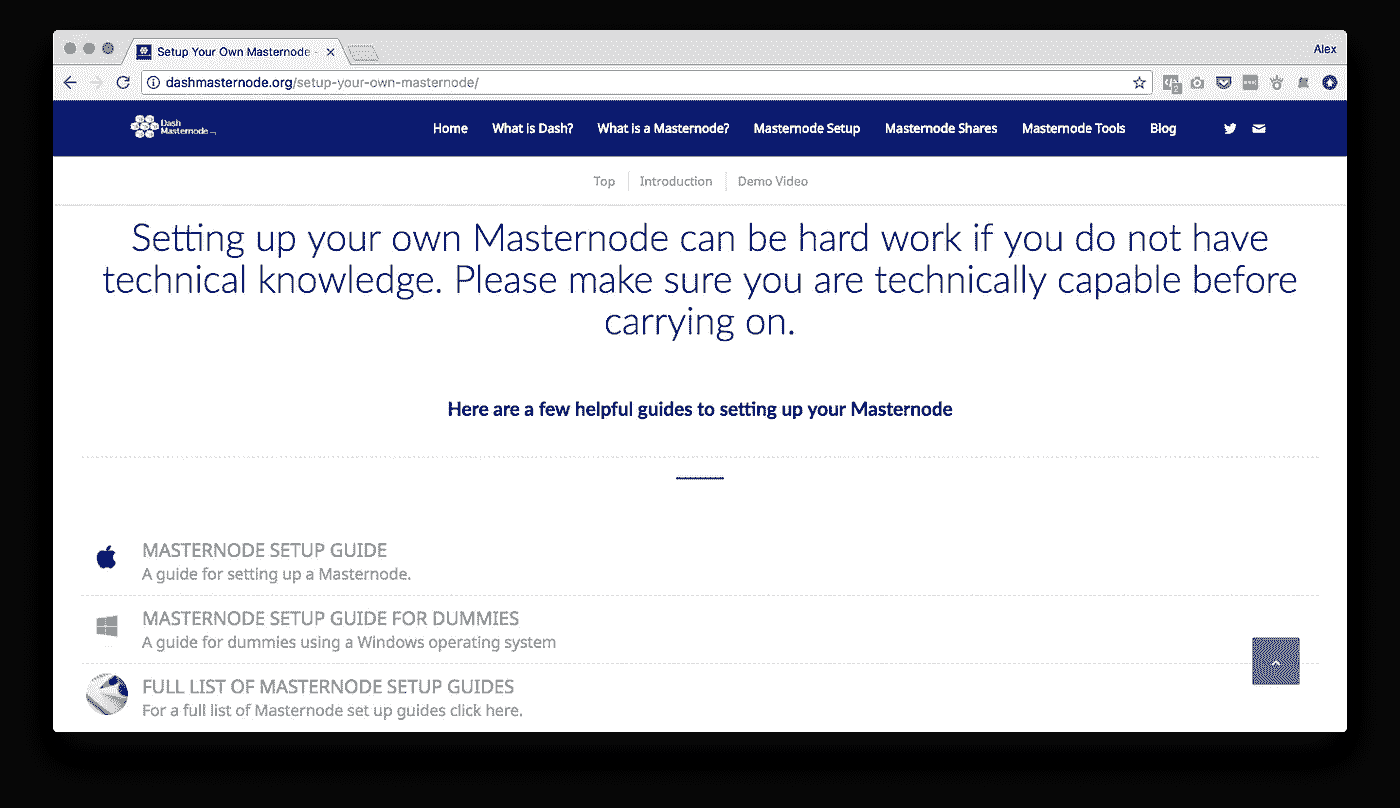 Setup Your Own Masternode -
Alex
dashmasternode.org/setup-your-own-masternode/
Dash
Masternode
Home What is Dash? What is a Masternode? Masternode Setup Masternode Shares Masternode Tools Blog
Top Introduction Demo Video
Setting up your own Masternode can be hard work if you do not have
technical knowledge. Please make sure you are technically capable before
carrying on.
Here are a few helpful guides to setting up your Masternode
MASTERNODE SETUP GUIDE
A guide for setting up a Masternode.
MASTERNODE SETUP GUIDE FOR DUMMIES
A guide for dummies using a Windows operating system
FULL LIST OF MASTERNODE SETUP GUIDES
For a full list of Masternode set up guides click here.